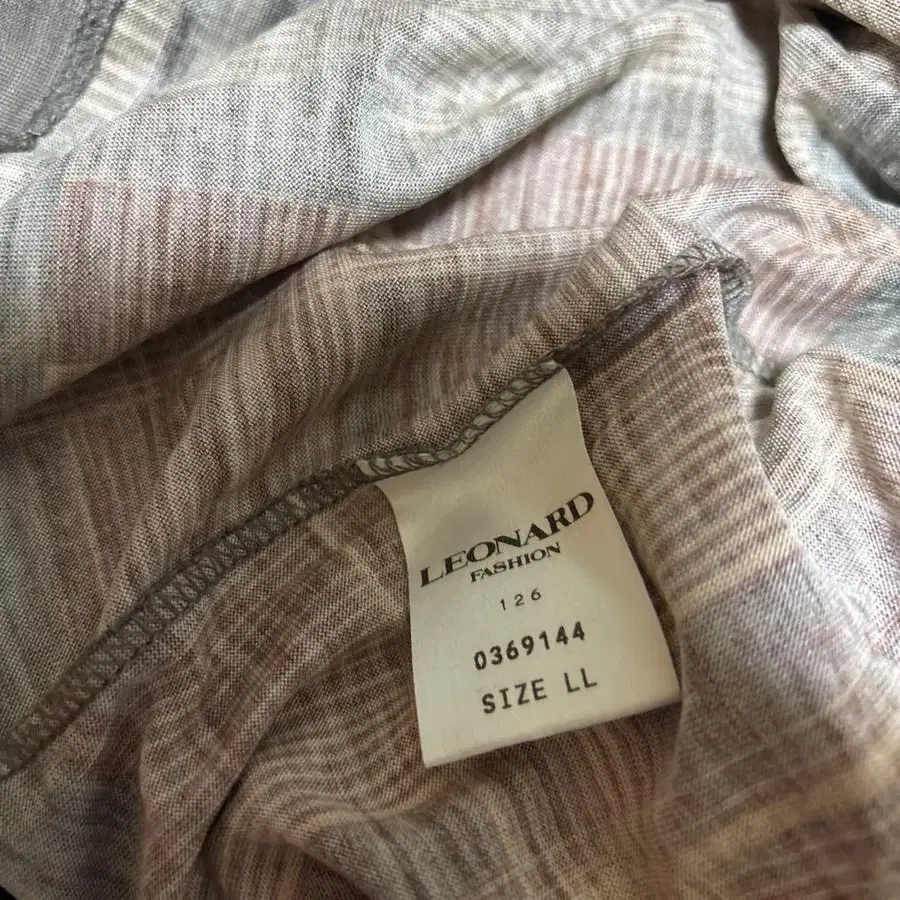 LEONARD
FASHION
126
0369144
SIZE LL